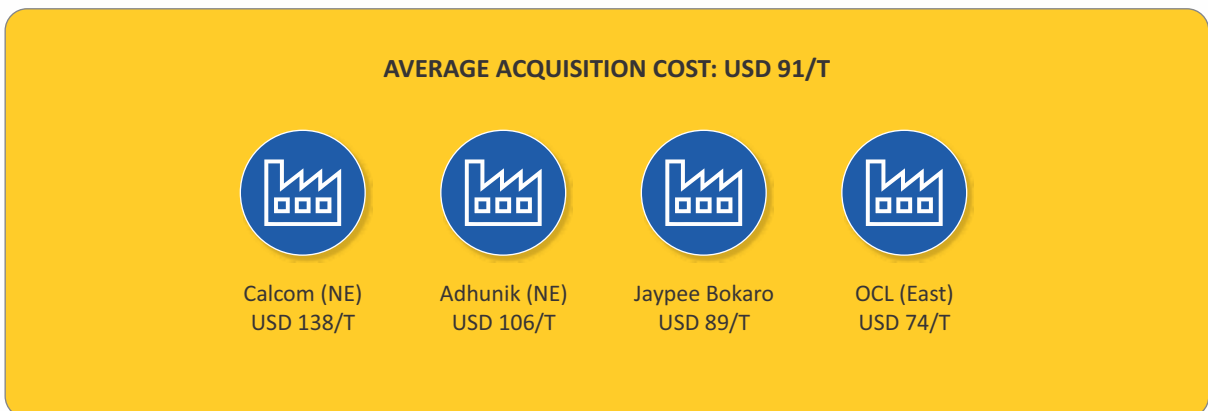 AVERAGE ACQUISITION COST: USD 91/T
Calcom (NE)
USD 138/T
Adhunik (NE)
USD 106/T
Jaypee Bokaro
USD 89/T
OCL (East)
USD 74/T